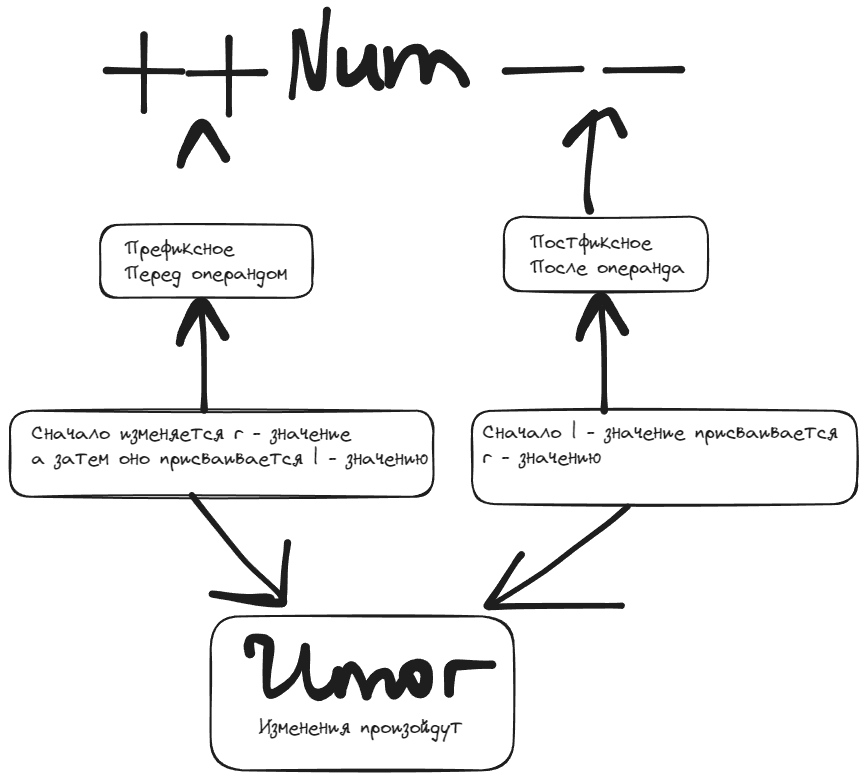 ++ Num --
Префиксное
Перед операндом
Постфиксное
После операнда
Сначало изменяется r - значение
а затем оно присваивается l - значению
Сначало l - значение присваивается
r - значению
Итог
Изменения произойдут